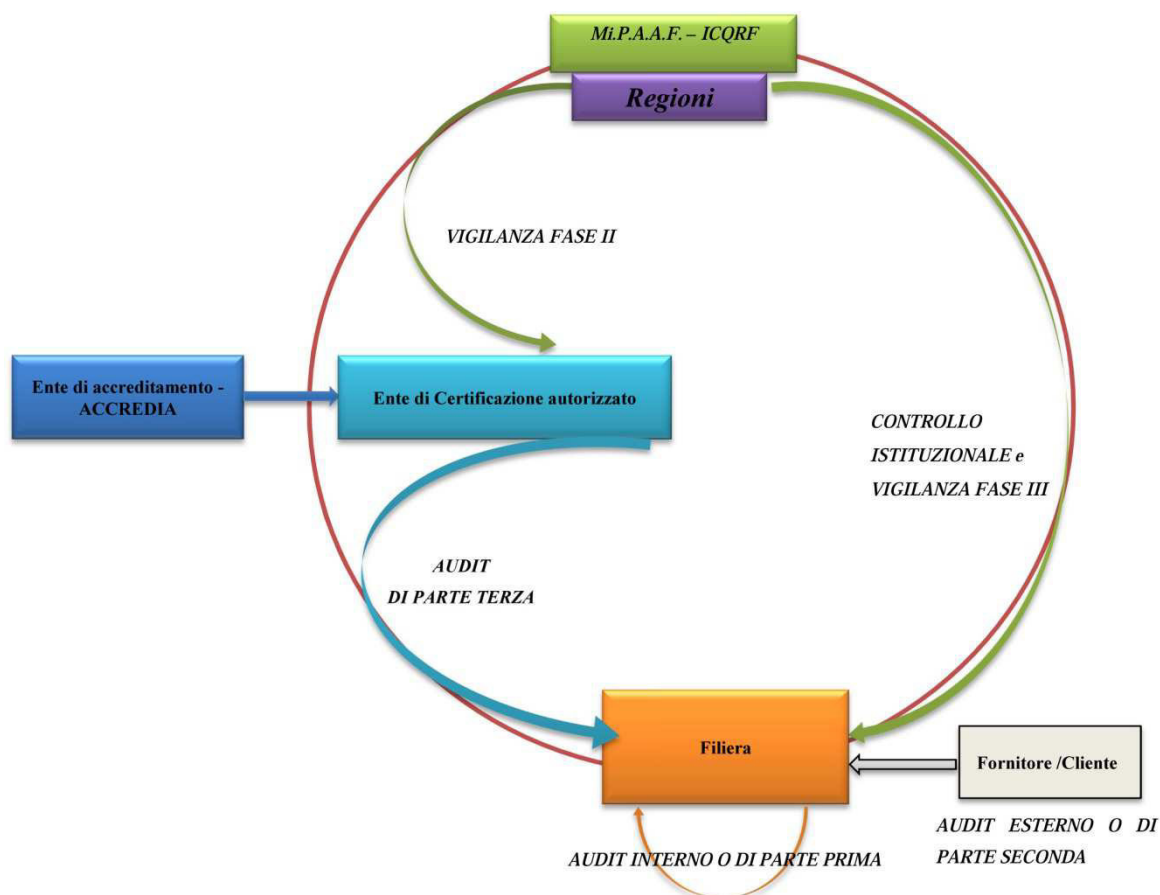 Mi.P.A.A.F. – ICQRF
Regioni
VIGILANZA FASE II
Ente di accreditamento -
ACCREDIA
Ente di Certificazione autorizzato
CONTROLLO
ISTITUZIONALE e
VIGILANZA FASE III
AUDIT
DI PARTE TERZA
Filiera
Fornitore /Cliente
AUDIT ESTERNO O DI
PARTE SECONDA
AUDIT INTERNO O DI PARTE PRIMA